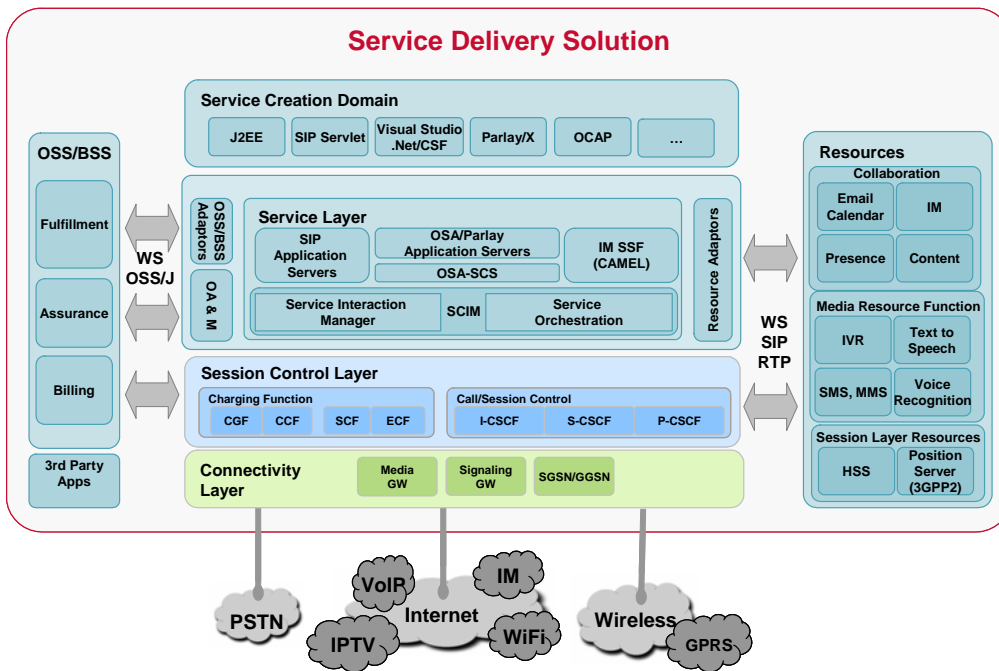 Service Delivery Solution
Service Creation Domain
J2EE
SIP Servlet
Visual Studio
.Net/CSF
Parlay/X
OCAP
...
OSS/BSS
Fulfillment
Assurance
Billing
3rd Party
Apps
WS
OSS/J
OSS/BSS
Adaptors
OA & M
Service Layer
SIP
Application
Servers
OSA/Parlay
Application Servers
OSA-SCS
IM SSF
(CAMEL)
Service Interaction
Manager
SCIM
Service
Orchestration
Resource Adaptors
Session Control Layer
Charging Function
CGF
CCF
SCF
ECF
Call/Session Control
I-CSCF
S-CSCF
P-CSCF
Connectivity
Layer
Media
GW
Signaling
GW
SGSN/GGSN
WS
SIP
RTP
Resources
Collaboration
Email
Calendar
IM
Presence
Content
Media Resource Function
IVR
Text to
Speech
SMS, MMS
Voice
Recognition
Session Layer Resources
HSS
Position
Server
(3GPP2)
PSTN
VoIP
IM
Internet
IPTV
WiFi
Wireless
GPRS